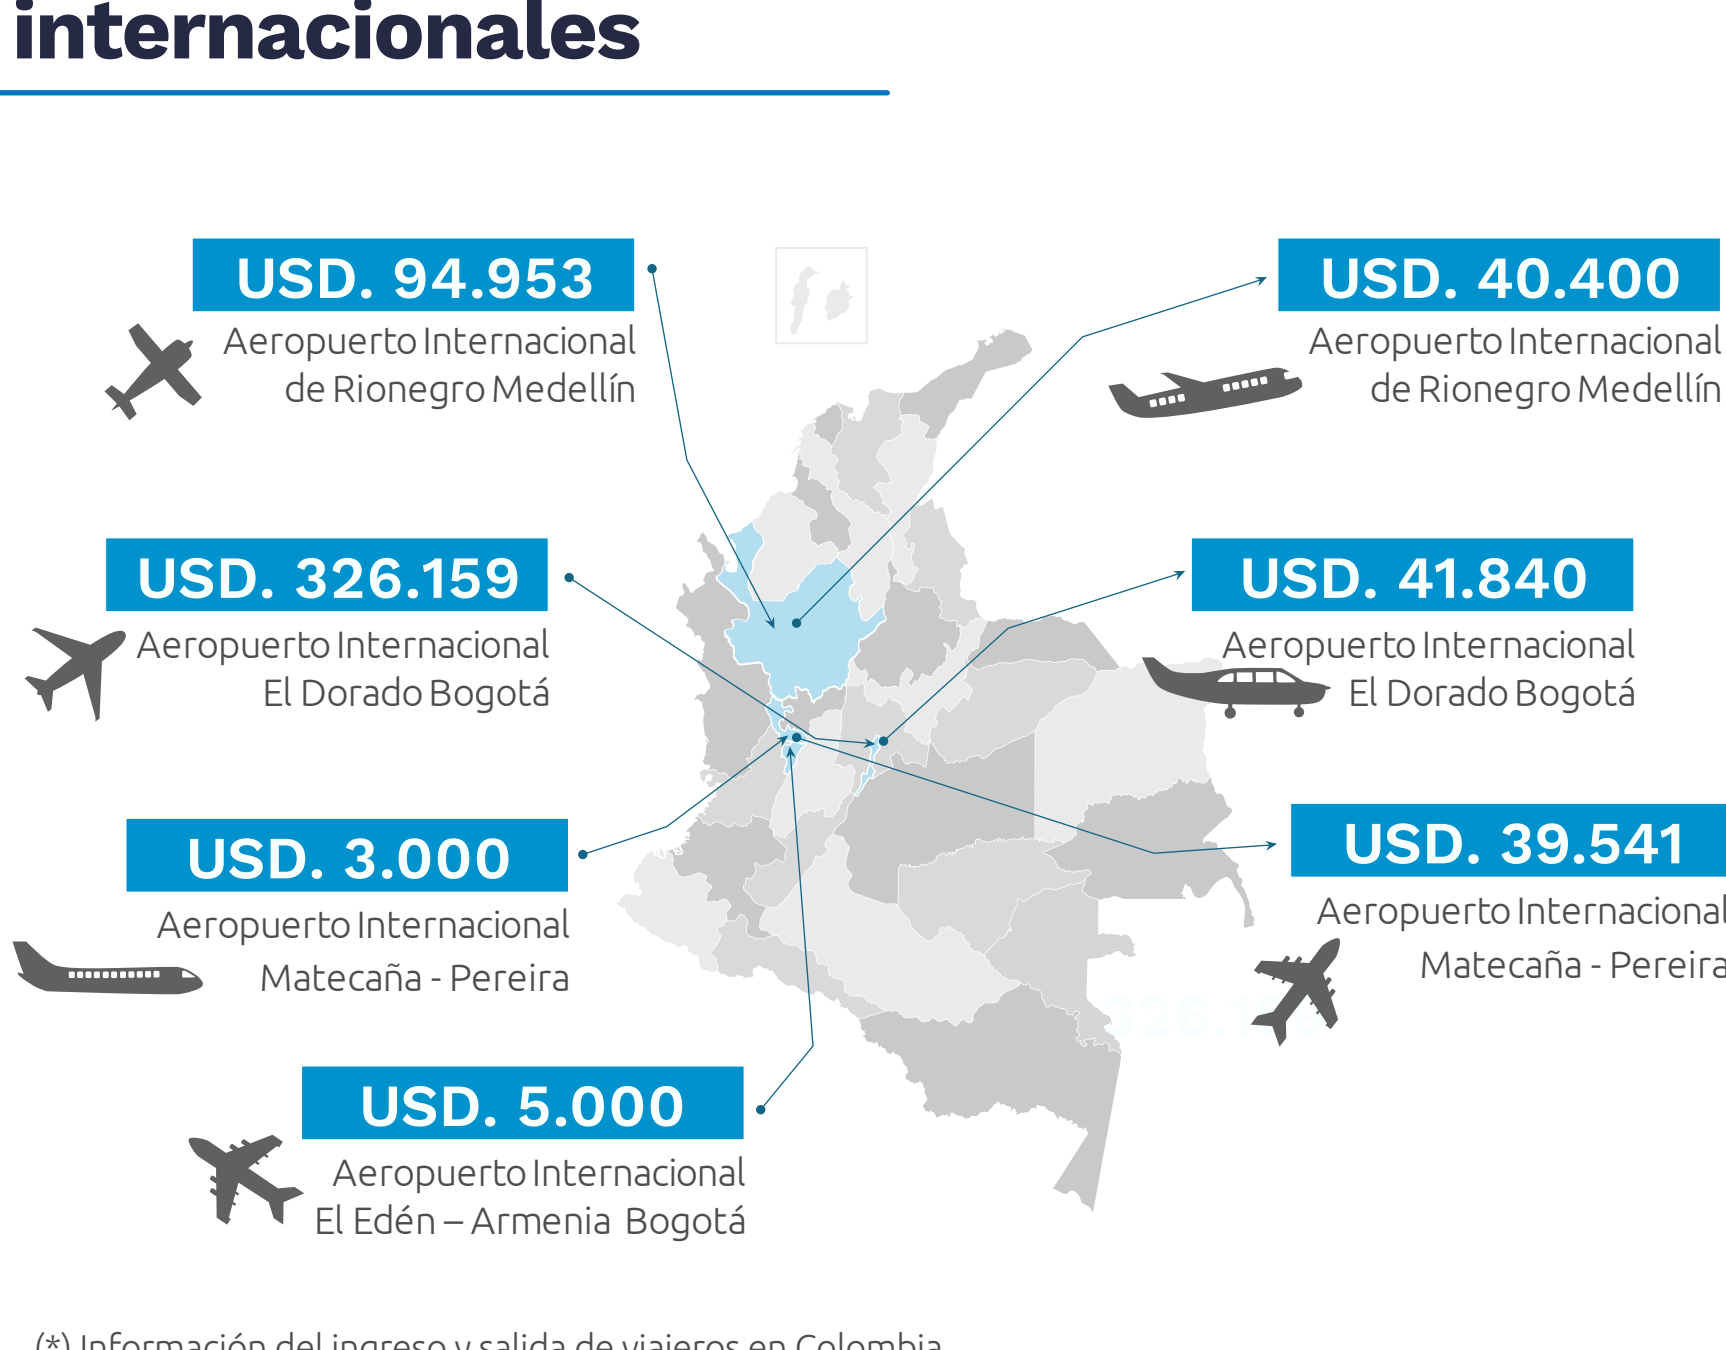 internacionales
USD. 94.953
Aeropuerto Internacional
de Rionegro Medellín
USD. 40.400
Aeropuerto Internacional
de Rionegro Medellín
USD. 326.159
Aeropuerto Internacional
El Dorado Bogotá
USD. 41.840
Aeropuerto Internacional
El Dorado Bogotá
USD. 3.000
Aeropuerto Internacional
Matecaña - Pereira
USD. 39.541
Aeropuerto Internacional
Matecaña - Pereira
USD. 5.000
Aeropuerto Internacional
El Edén – Armenia Bogotá
(*) Información del ingreso y salida de viajeros en Colombia